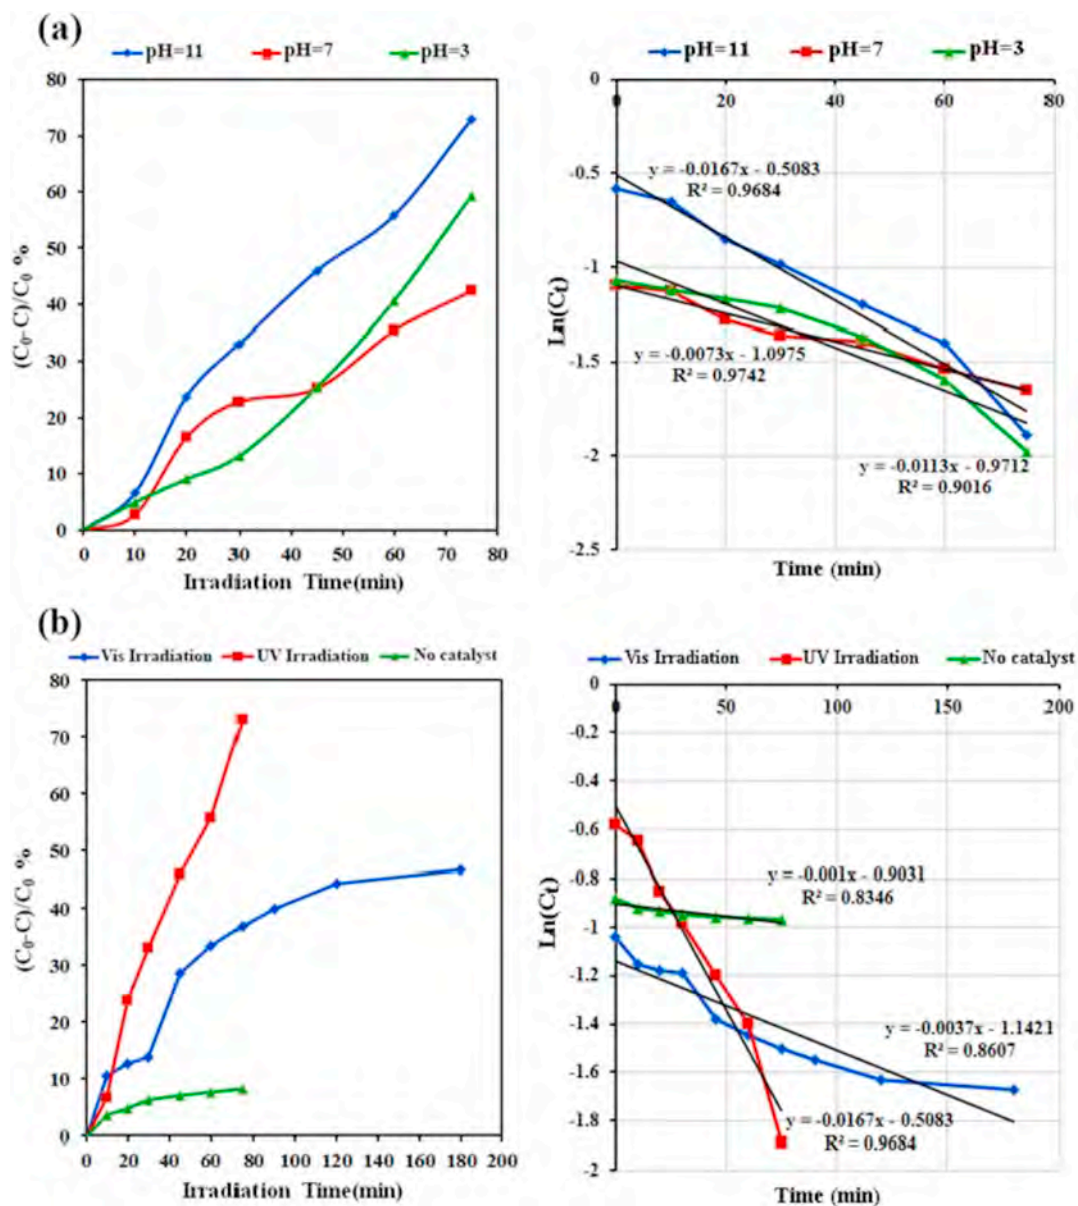 (a)
pH=11 pH=7 pH=3
80
70
60
50
40
30
20
10
0
0 10 20 30 40 50 60 70 80
(C₀-C)/C₀ %
Irradiation Time(min)
pH=11 pH=7 pH=3
0
-0.5
-1
-1.5
-2
-2.5
0 20 40 60 80
y = -0.0167x - 0.5083
R² = 0.9684
y = -0.0073x - 1.0975
R² = 0.9742
y = -0.0113x - 0.9712
R² = 0.9016
Ln(Ct)
Time (min)
(b)
Vis Irradiation UV Irradiation No catalyst
80
70
60
50
40
30
20
10
0
0 20 40 60 80 100 120 140 160 180 200
(C₀-C)/C₀ %
Irradiation Time(min)
Vis Irradiation UV Irradiation No catalyst
0
-0.2
-0.4
-0.6
-0.8
-1
-1.2
-1.4
-1.6
-1.8
-2
0 50 100 150 200
y = -0.001x - 0.9031
R² = 0.8346
y = -0.0037x - 1.1421
R² = 0.8607
y = -0.0167x - 0.5083
R² = 0.9684
Ln(Ct)
Time (min)